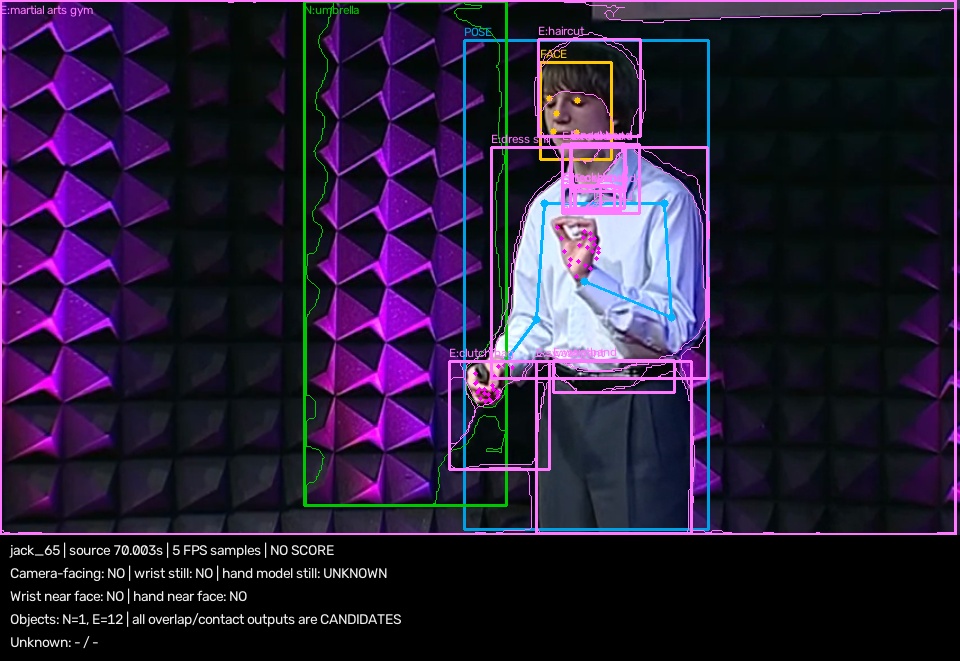 E:martial arts gym
N:umbrella
POSE
E:haircut
FACE
E:dress
E:clutch
jack_65 | source 70.003s | 5 FPS samples | NO SCORE
Camera-facing: NO | wrist still: NO | hand model still: UNKNOWN
Wrist near face: NO | hand near face: NO
Objects: N=1, E=12 | all overlap/contact outputs are CANDIDATES
Unknown: - / -